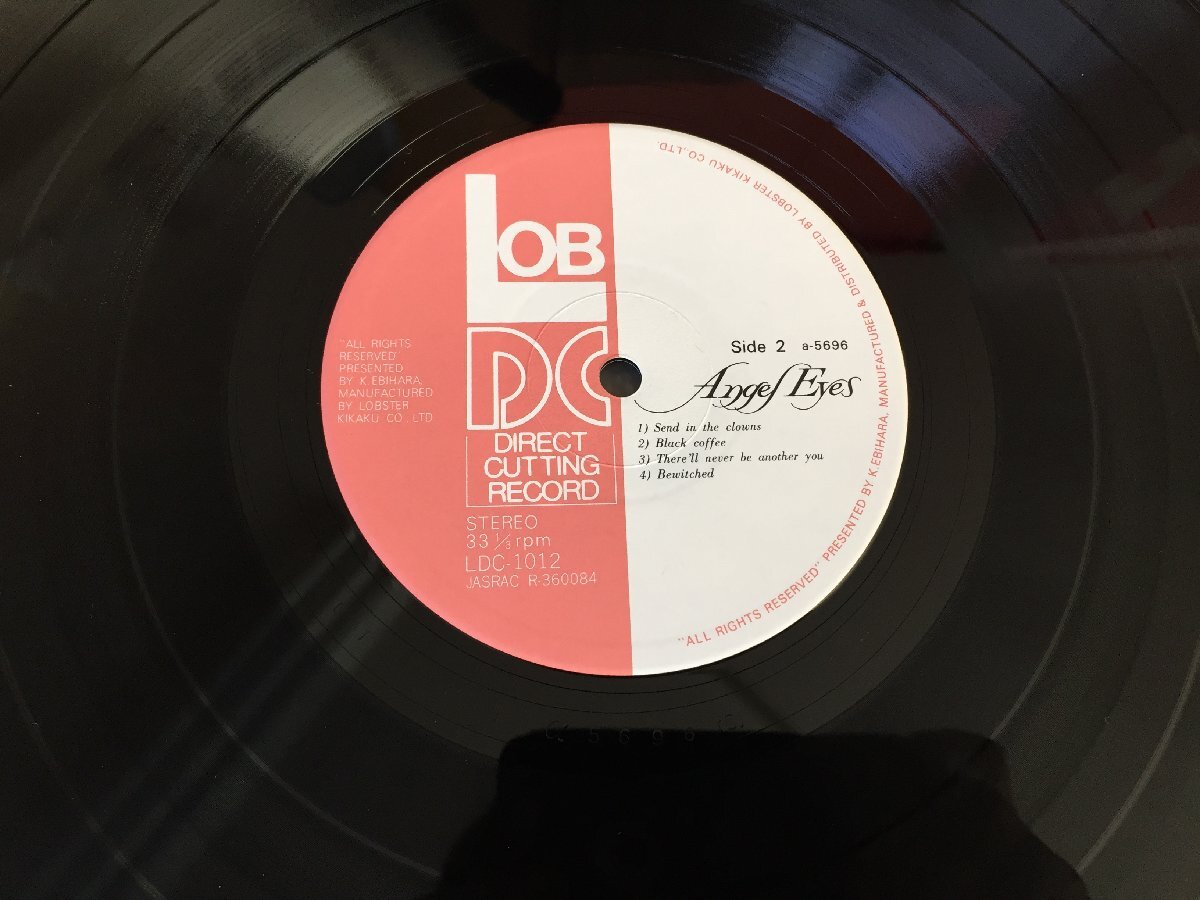 LOB
DC
DIRECT
CUTTING
RECORD
STEREO
33 1/3 rpm
LDC-1012
JASRAC R-360084
"ALL RIGHTS
RESERVED"
PRESENTED
BY K.EBIHARA,
MANUFACTURED
BY LOBSTER
KIKAKU CO., LTD
Side 2 a-5696
Angel Eyes
1) Send in the clowns
2) Black coffee
3) There'll never be another you
4) Bewitched
"ALL RIGHTS RESERVED" PRESENTED BY K.EBIHARA, MANUFACTURED & DISTRIBUTED BY LOBSTER KIKAKU CO.,LTD.